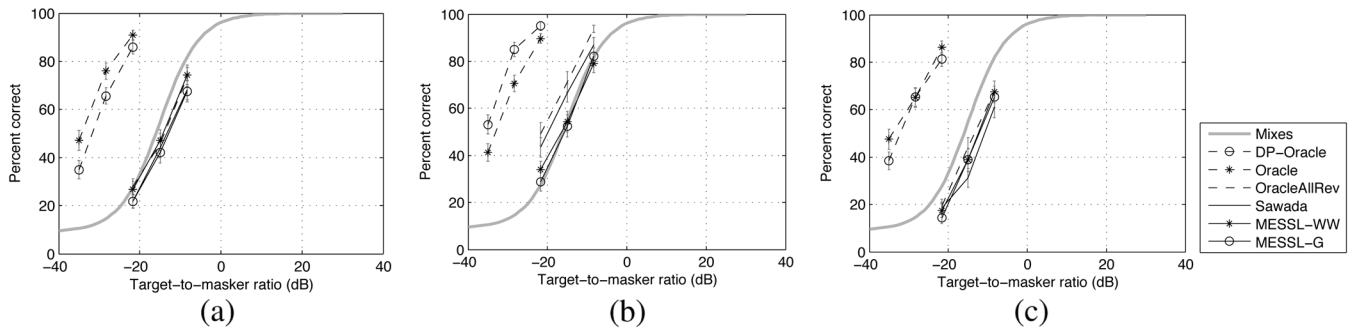 100
80
60
40
20
0
Percent correct
−40
−20
0
20
40
Target-to-masker ratio (dB)
(a)
100
80
60
40
20
0
Percent correct
−40
−20
0
20
40
Target-to-masker ratio (dB)
(b)
100
80
60
40
20
0
Percent correct
−40
−20
0
20
40
Target-to-masker ratio (dB)
(c)
Mixes
DP−Oracle
Oracle
OracleAllRev
Sawada
MESSL−WW
MESSL−G